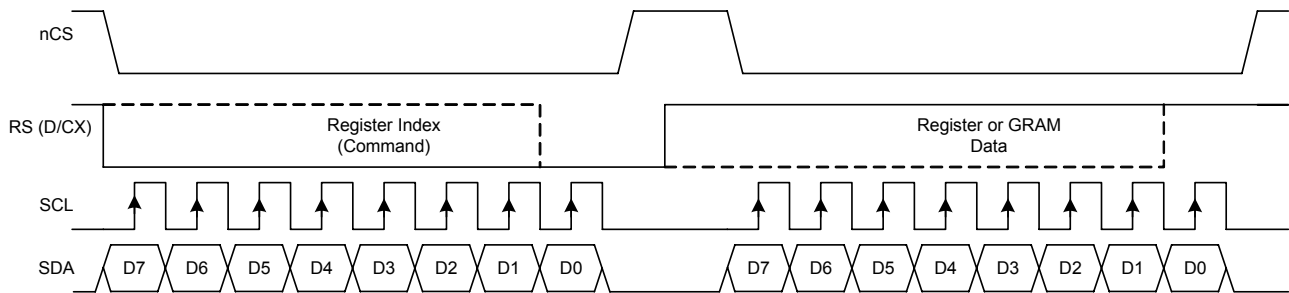 nCS
RS (D/CX)
Register Index
(Command)
Register or GRAM
Data
SCL
SDA
D7 D6 D5 D4 D3 D2 D1 D0 D7 D6 D5 D4 D3 D2 D1 D0